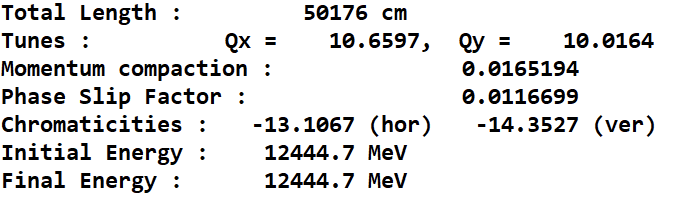 Total Length :          50176 cm
Tunes :           Qx =    10.6597,  Qy =    10.0164
Momentum compaction :               0.0165194
Phase Slip Factor :                 0.0116699
Chromaticities :   -13.1067 (hor)   -14.3527 (ver)
Initial Energy :    12444.7 MeV
Final Energy :      12444.7 MeV